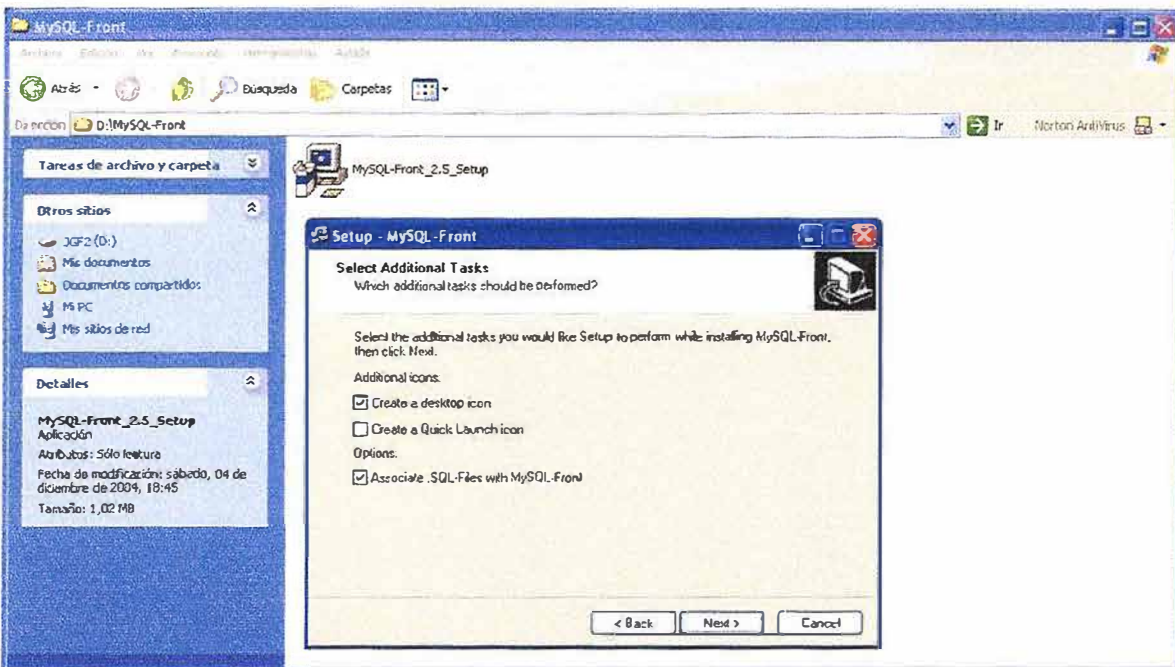 MySQL-Front
Ayuda
Atrás
Búsqueda
Carpetas
D:\MySQL-Front
Ir
Norton AntiVirus
Tareas de archivo y carpeta
MySQL-Front_2.5_Setup
Otros sitios
JGF2 (D:)
Mis documentos
Documentos compartidos
Mi PC
Mis sitios de red
Detalles
MySQL-Front_2.5_Setup
Aplicación
Atributos: Sólo lectura
Fecha de modificación: sábado, 04 de
diciembre de 2004, 18:45
Tamaño: 1,02 MB
Setup - MySQL-Front
Select Additional Tasks
Which additional tasks should be performed?
Select the additional tasks you would like Setup to perform while installing MySQL-Front,
then click Next.
Additional icons:
Create a desktop icon
Create a Quick Launch icon
Options:
Associate .SQL-Files with MySQL-Front
< Back
Next >
Cancel